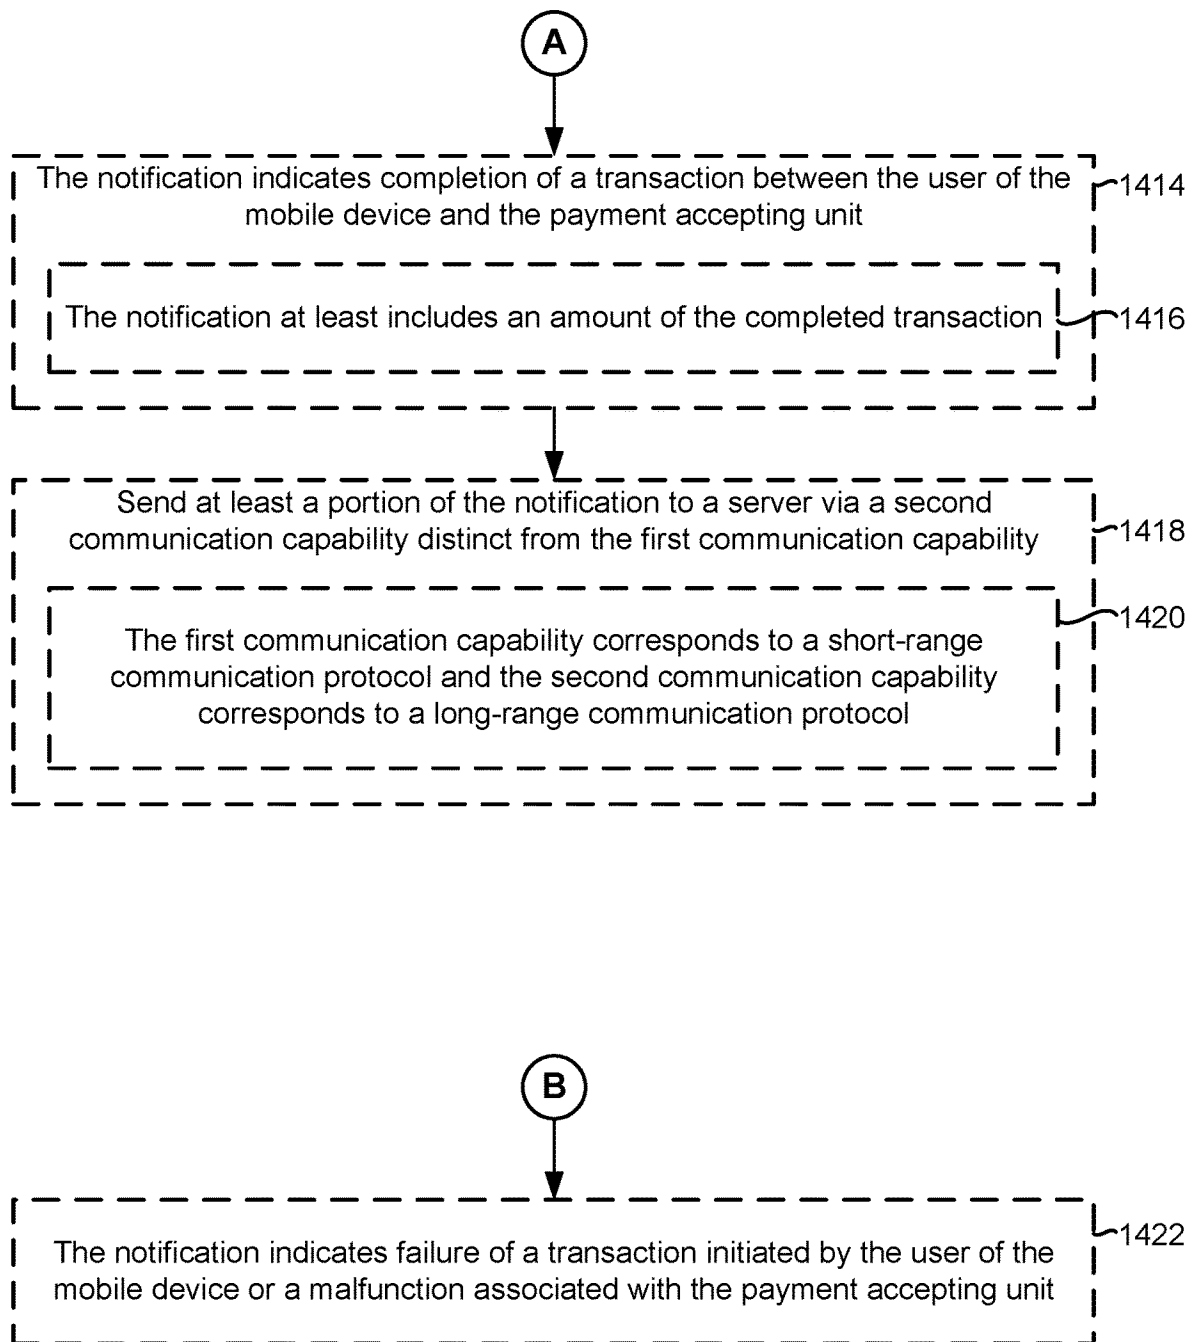 A
The notification indicates completion of a transaction between the user of the
mobile device and the payment accepting unit
1414
The notification at least includes an amount of the completed transaction
1416
Send at least a portion of the notification to a server via a second
communication capability distinct from the first communication capability
1418
The first communication capability corresponds to a short-range
communication protocol and the second communication capability
corresponds to a long-range communication protocol
1420
B
The notification indicates failure of a transaction initiated by the user of the
mobile device or a malfunction associated with the payment accepting unit
1422